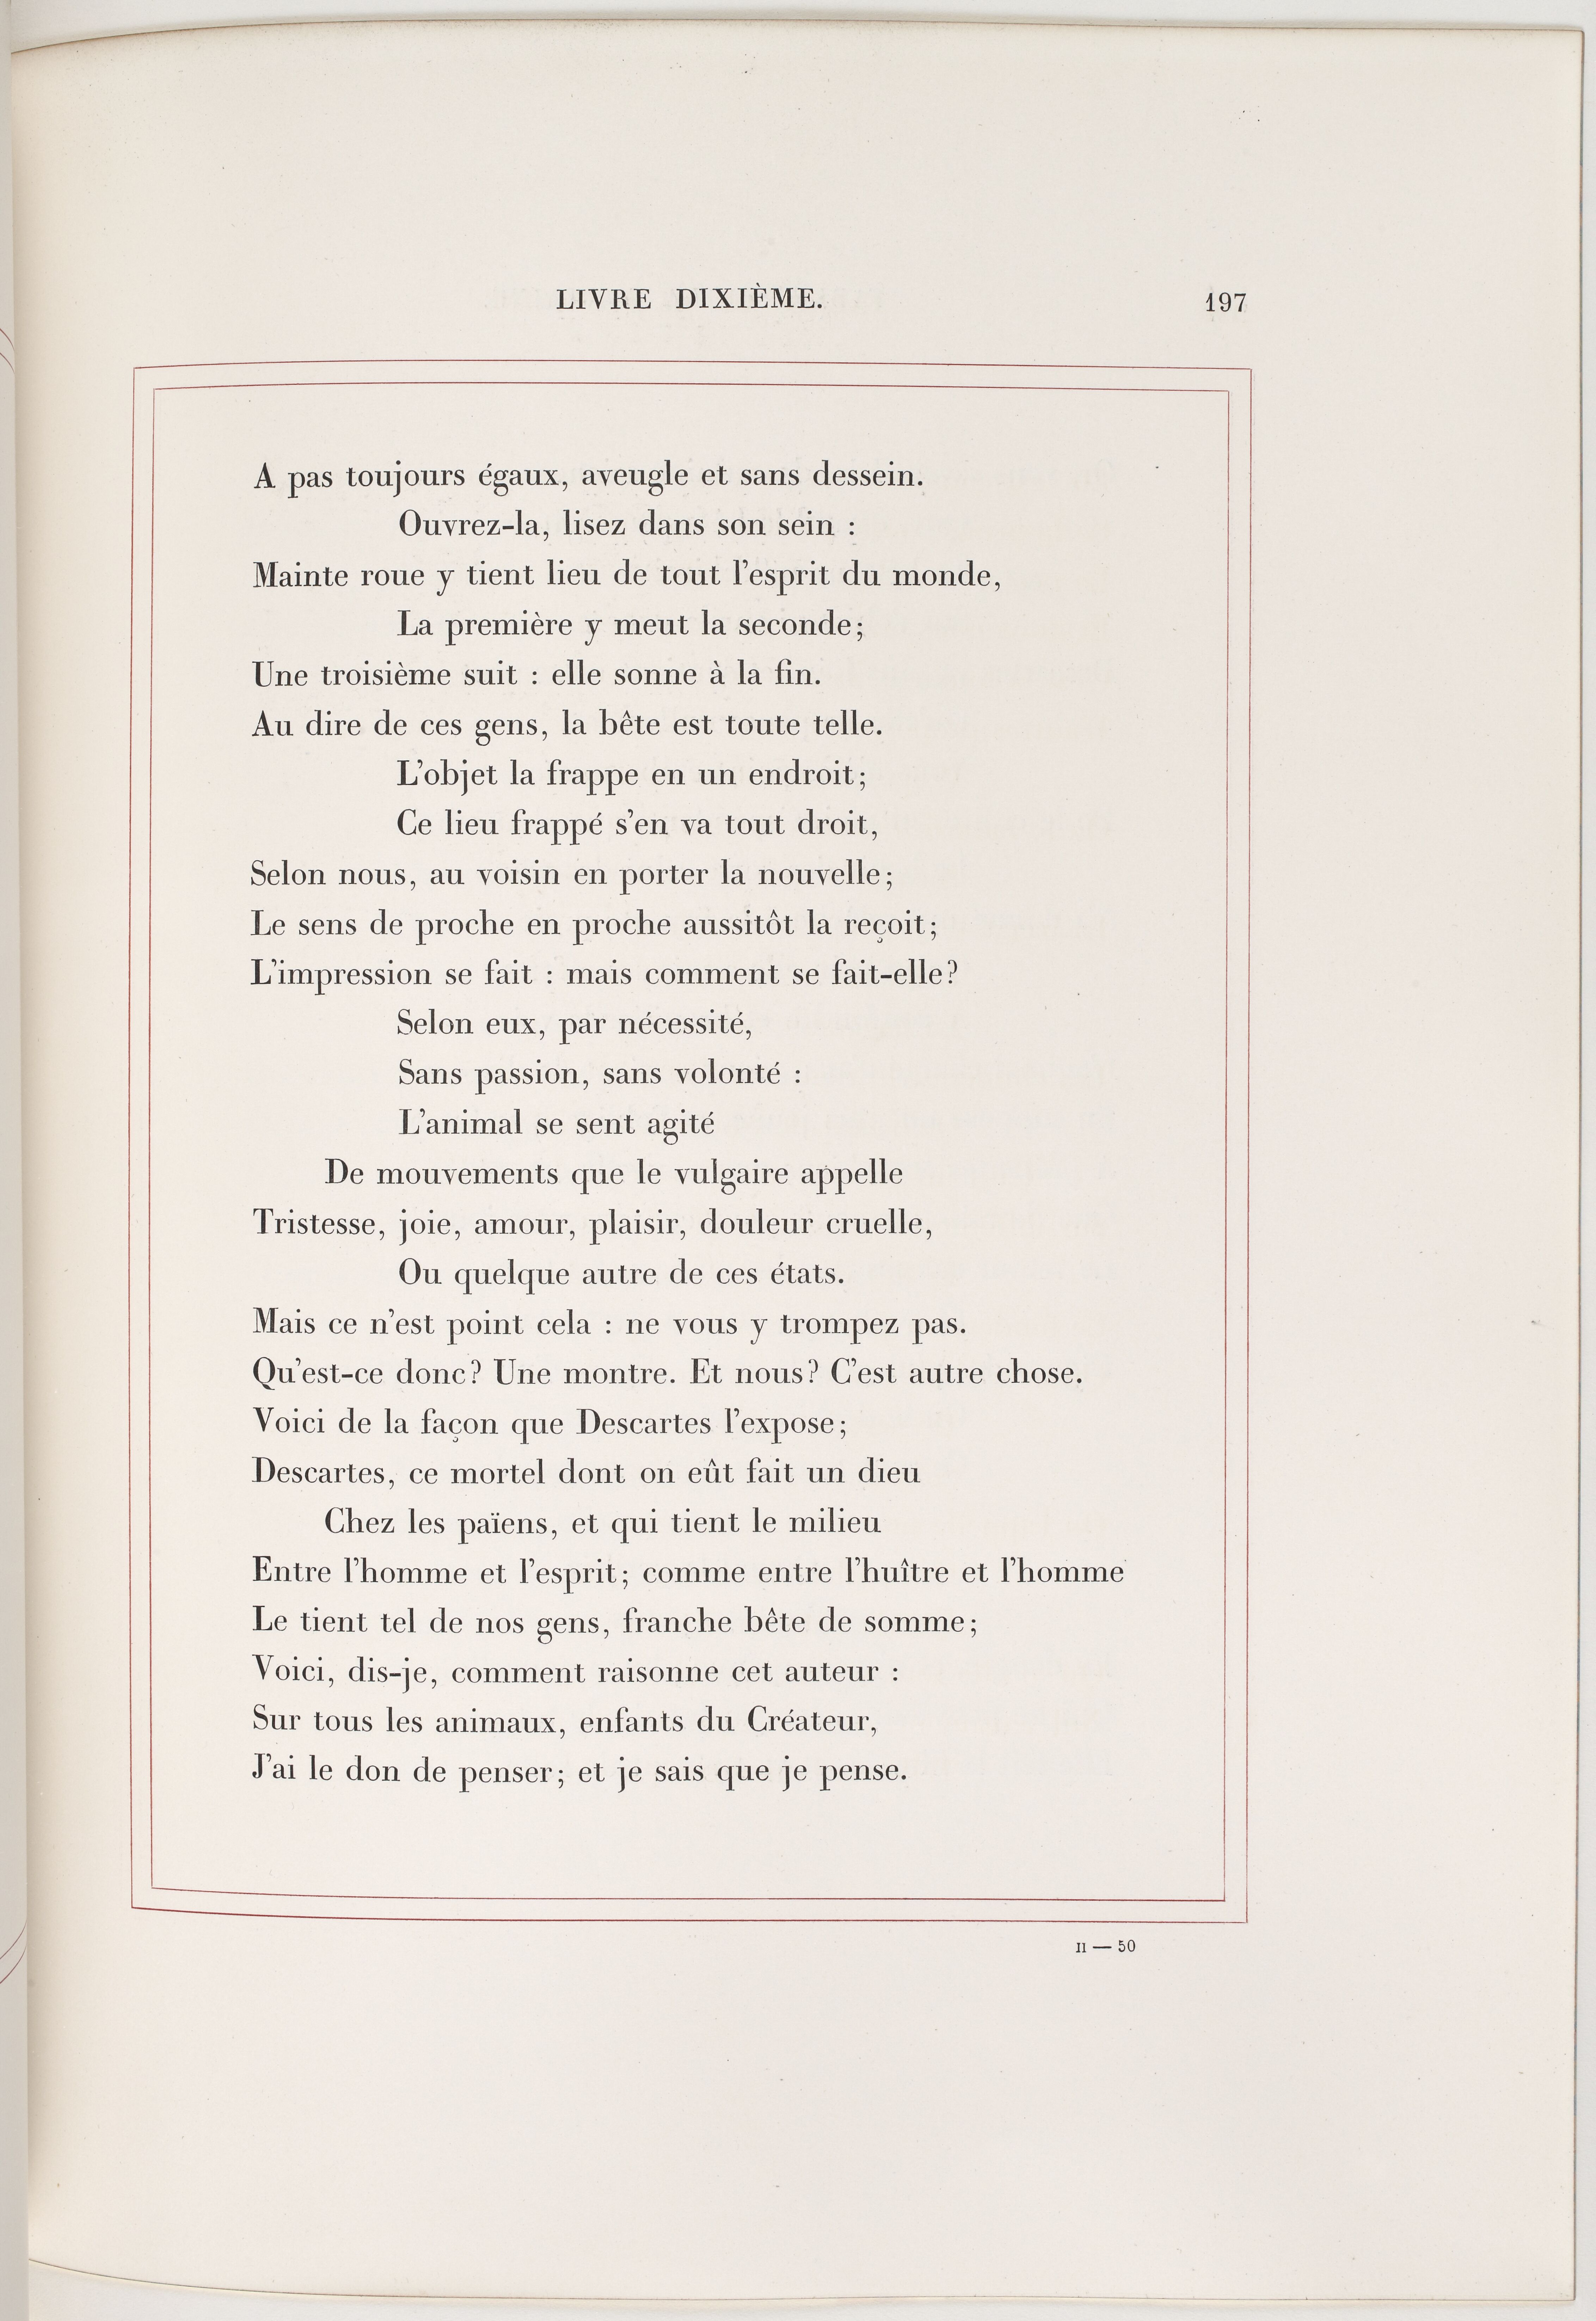 LIVRE DIXIÈME. 197
A pas toujours égaux, aveugle et sans dessein.
Ouvrez-la, lisez dans son sein :
Mainte roue y tient lieu de tout l'esprit du monde,
La première y meut la seconde;
Une troisième suit : elle sonne à la fin.
Au dire de ces gens, la bête est toute telle.
L'objet la frappe en un endroit;
Ce lieu frappé s'en va tout droit,
Selon nous, au voisin en porter la nouvelle;
Le sens de proche en proche aussitôt la reçoit;
L'impression se fait : mais comment se fait-elle?
Selon eux, par nécessité,
Sans passion, sans volonté :
L'animal se sent agité
De mouvements que le vulgaire appelle
Tristesse, joie, amour, plaisir, douleur cruelle,
Ou quelque autre de ces états.
Mais ce n'est point cela : ne vous y trompez pas.
Qu'est-ce donc? Une montre. Et nous? C'est autre chose.
Voici de la façon que Descartes l'expose;
Descartes, ce mortel dont on eût fait un dieu
Chez les païens, et qui tient le milieu
Entre l'homme et l'esprit; comme entre l'huître et l'homme
Le tient tel de nos gens, franche bête de somme;
Voici, dis-je, comment raisonne cet auteur :
Sur tous les animaux, enfants du Créateur,
J'ai le don de penser; et je sais que je pense.
II — 50